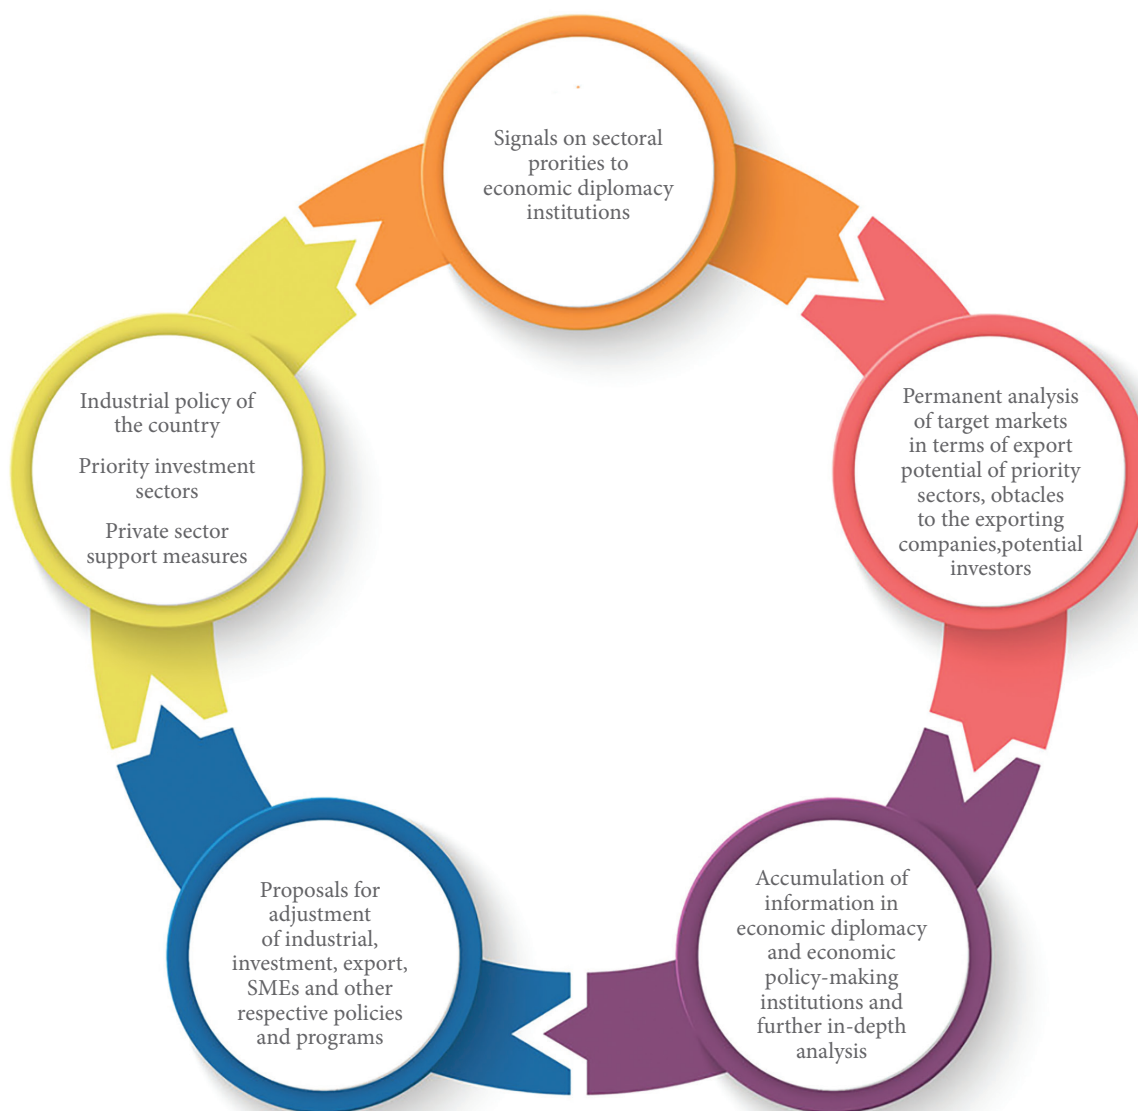 Signals on sectoral
prorities to
economic diplomacy
institutions
Permanent analysis
of target markets
in terms of export
potential of priority
sectors, obtacles
to the exporting
companies,potential
investors
Accumulation of
information in
economic diplomacy
and economic
policy-making
institutions and
further in-depth
analysis
Proposals for
adjustment
of industrial,
investment, export,
SMEs and other
respective policies
and programs
Industrial policy of
the country
Priority investment
sectors
Private sector
support measures